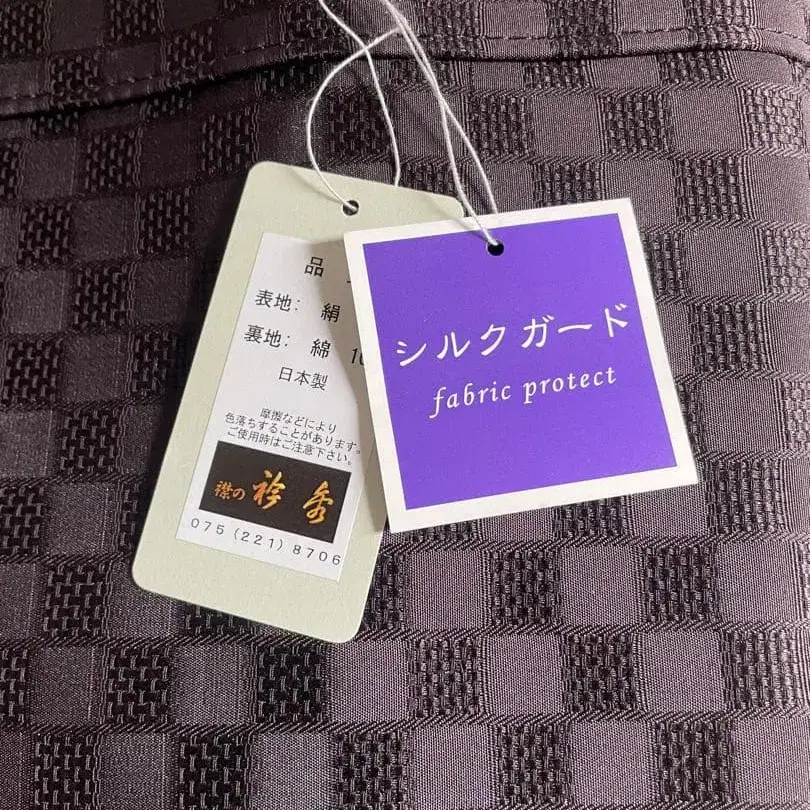 品
表地: 絹
裏地: 綿 10
日本製
摩擦などにより
色落ちすることがあります。
ご使用時はご注意下さい。
襟の 衿秀
075(221)8706
シルクガード
fabric protect